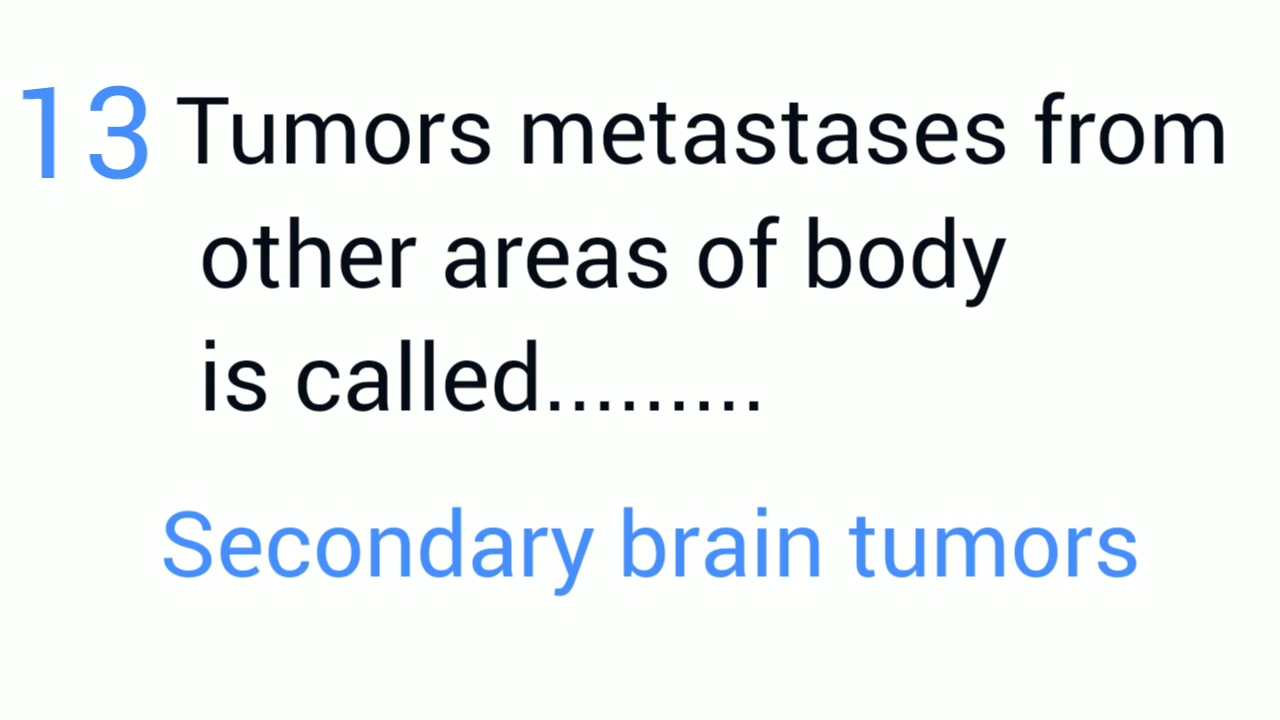 13 Tumors metastases from
other areas of body
is called.........
Secondary brain tumors